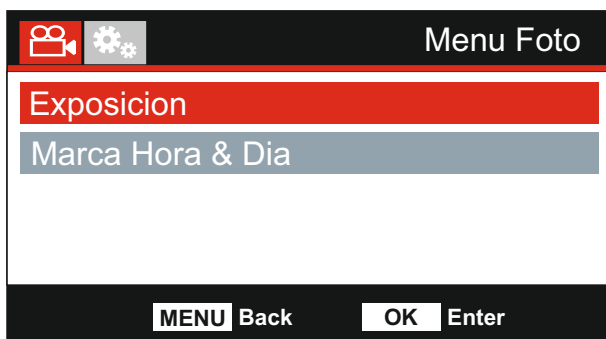 Menu Foto
Exposicion
Marca Hora & Dia
MENU Back OK Enter